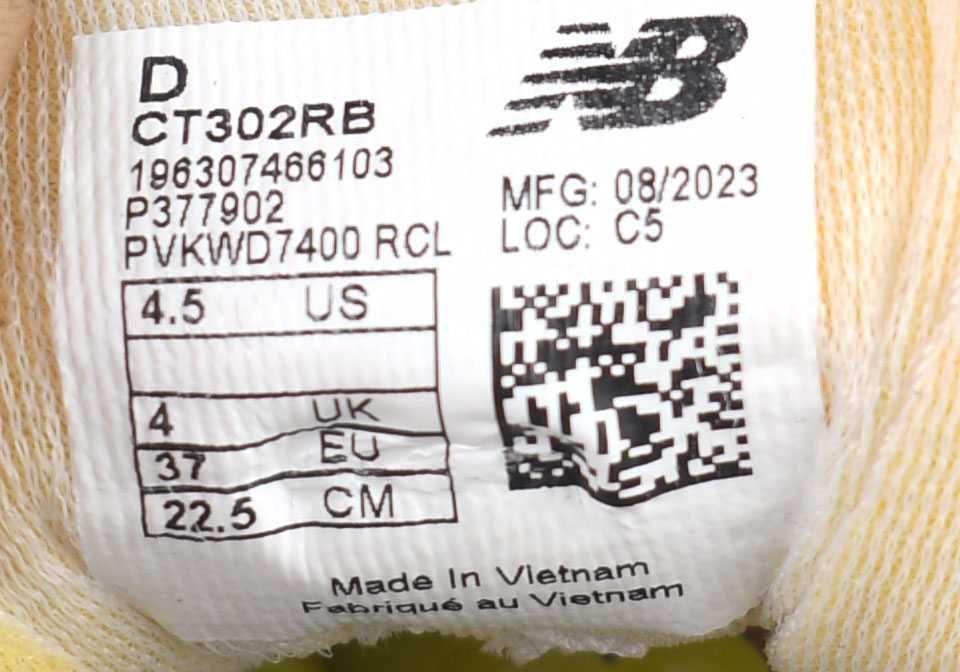 D
CT302RB
196307466103
P377902
PVKWD7400 RCL
NB
MFG: 08/2023
LOC: C5
4.5 US
4 UK
37 EU
22.5 CM
Made In Vietnam
Fabriqué au Vietnam